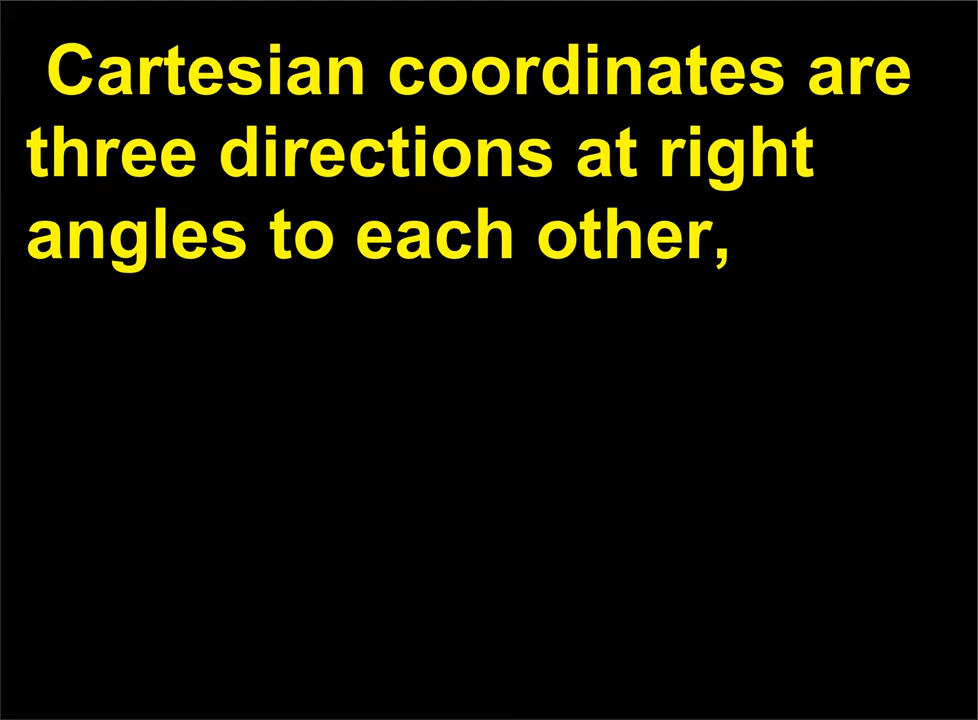 Cartesian coordinates are
three directions at right
angles to each other,